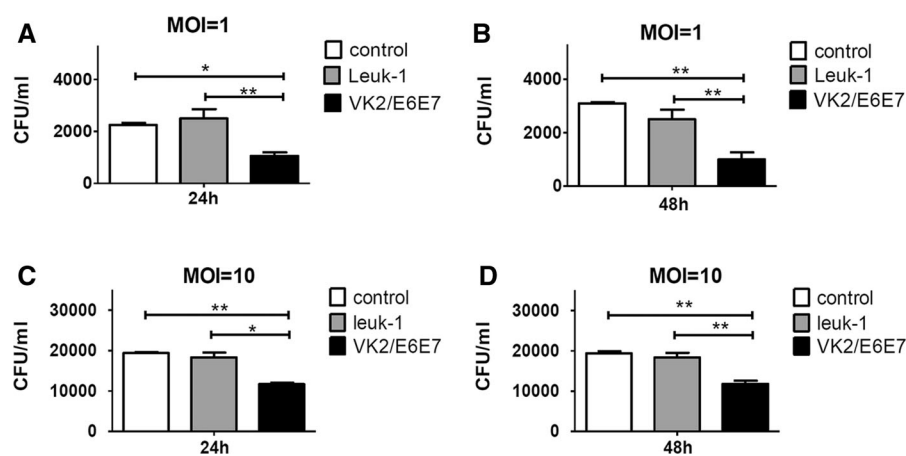 A
MOI=1
CFU/ml
4000
2000
0
*
**
24h
control
Leuk-1
VK2/E6E7
B
MOI=1
CFU/ml
4000
2000
0
**
**
48h
control
Leuk-1
VK2/E6E7
C
MOI=10
CFU/ml
30000
20000
10000
0
**
*
24h
control
leuk-1
VK2/E6E7
D
MOI=10
CFU/ml
30000
20000
10000
0
**
**
48h
control
leuk-1
VK2/E6E7